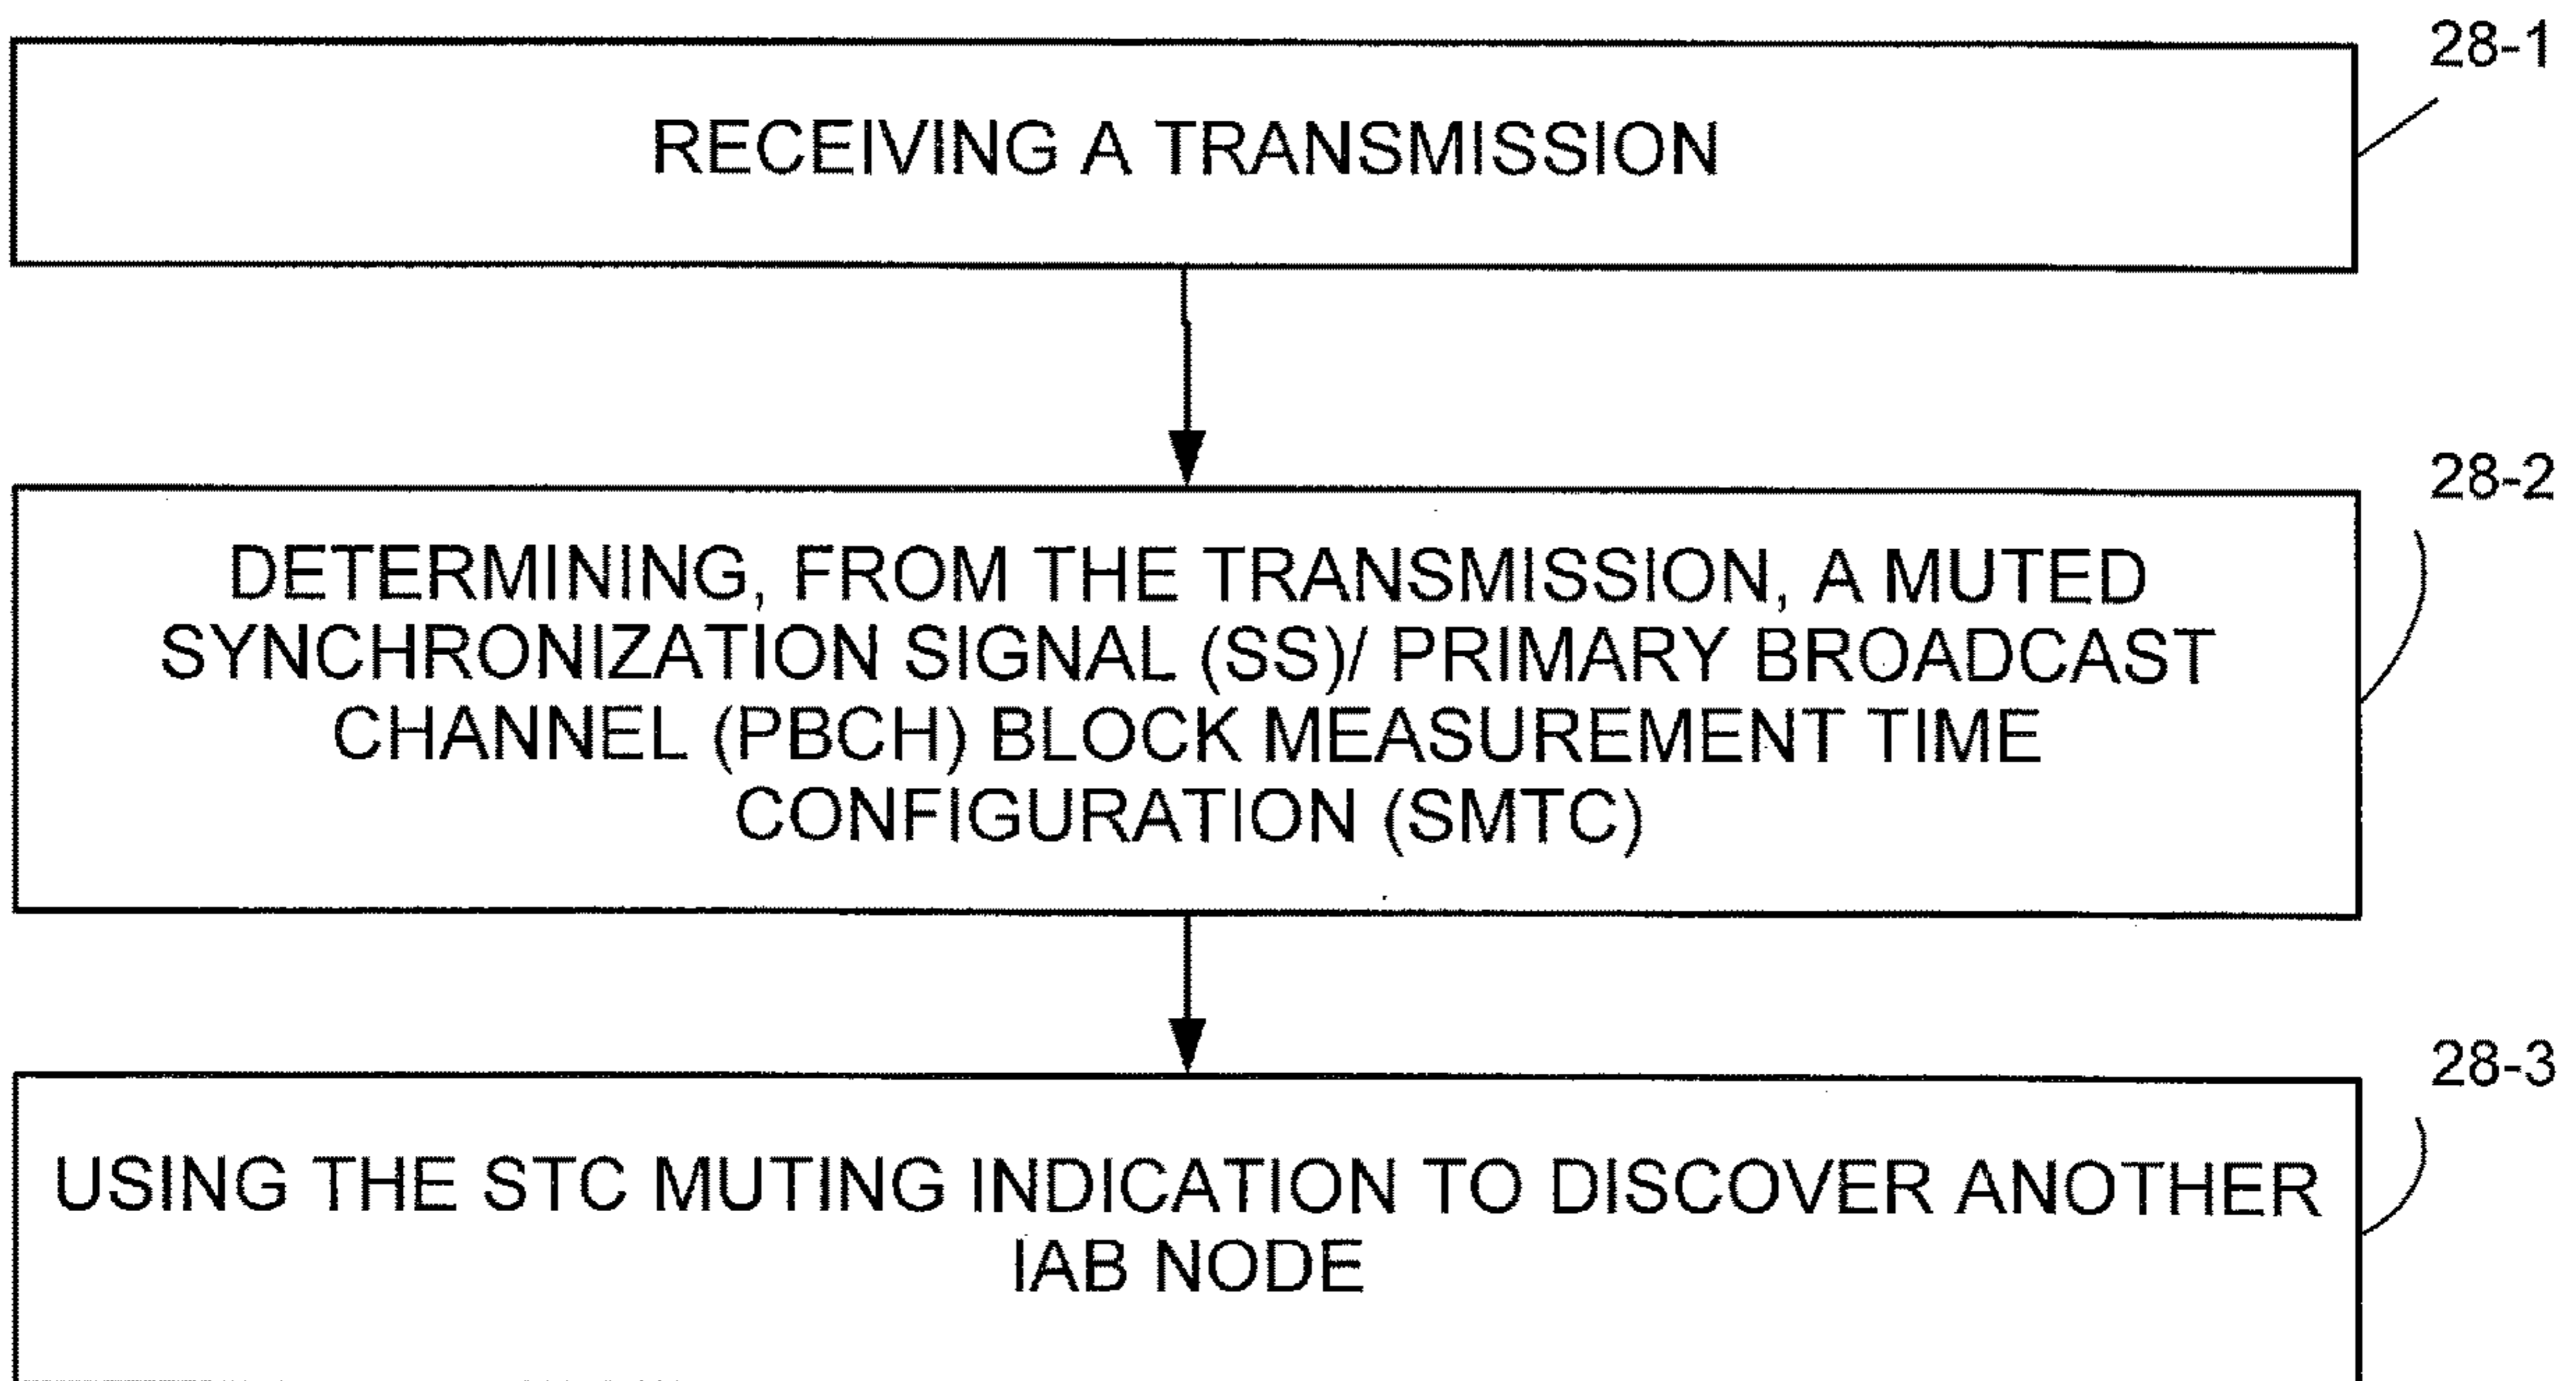 28-1
RECEIVING A TRANSMISSION
28-2
DETERMINING, FROM THE TRANSMISSION, A MUTED
SYNCHRONIZATION SIGNAL (SS)/ PRIMARY BROADCAST
CHANNEL (PBCH) BLOCK MEASUREMENT TIME
CONFIGURATION (SMTC)
28-3
USING THE STC MUTING INDICATION TO DISCOVER ANOTHER
IAB NODE